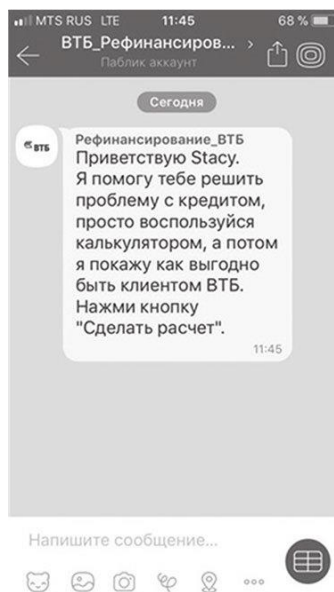 MTS RUS LTE 11:45 68 %
ВТБ_Рефинансиров...
Паблик аккаунт
Сегодня
ВТБ
Рефинансирование_ВТБ
Приветствую Stacy.
Я помогу тебе решить
проблему с кредитом,
просто воспользуйся
калькулятором, а потом
я покажу как выгодно
быть клиентом ВТБ.
Нажми кнопку
"Сделать расчет".
11:45
Напишите сообщение...